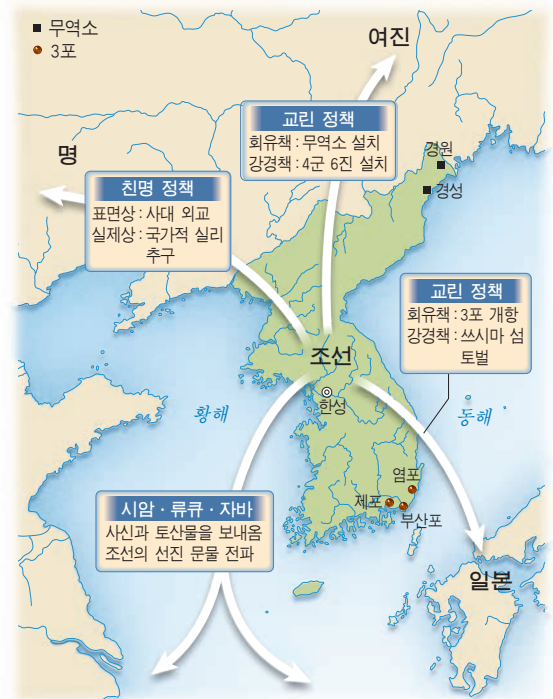 ■ 무역소
● 3포
여진
명
교린 정책
회유책 : 무역소 설치
강경책 : 4군 6진 설치
경원
경성
친명 정책
표면상 : 사대 외교
실제상 : 국가적 실리
추구
교린 정책
회유책 : 3포 개항
강경책 : 쓰시마 섬
토벌
조선
한성
황해
동해
염포
제포
부산포
시암·류큐·자바
사신과 토산물을 보내옴
조선의 선진 문물 전파
일본